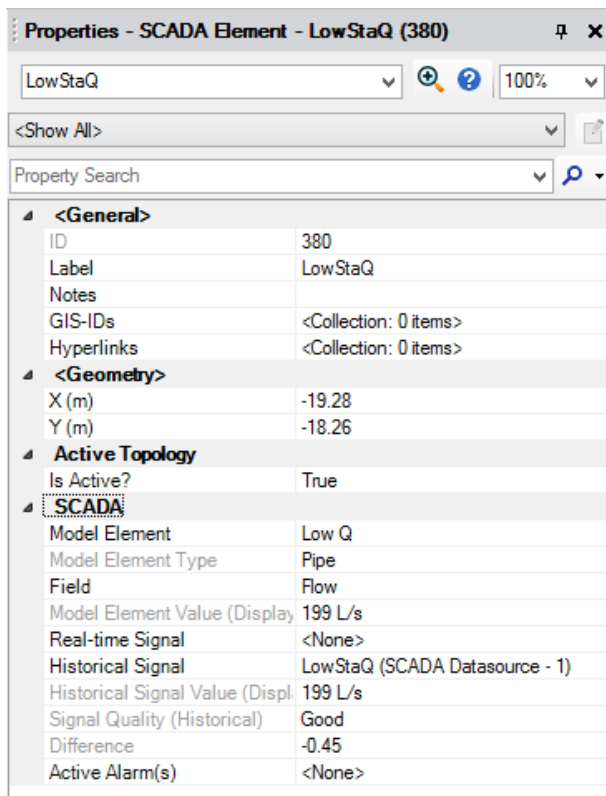 Properties - SCADA Element - LowStaQ (380)
LowStaQ 100%
<Show All>
Property Search
<General>
ID 380
Label LowStaQ
Notes
GIS-IDs <Collection: 0 items>
Hyperlinks <Collection: 0 items>
<Geometry>
X (m) -19.28
Y (m) -18.26
Active Topology
Is Active? True
SCADA
Model Element Low Q
Model Element Type Pipe
Field Flow
Model Element Value (Display 199 L/s
Real-time Signal <None>
Historical Signal LowStaQ (SCADA Datasource - 1)
Historical Signal Value (Displ 199 L/s
Signal Quality (Historical) Good
Difference -0.45
Active Alarm(s) <None>